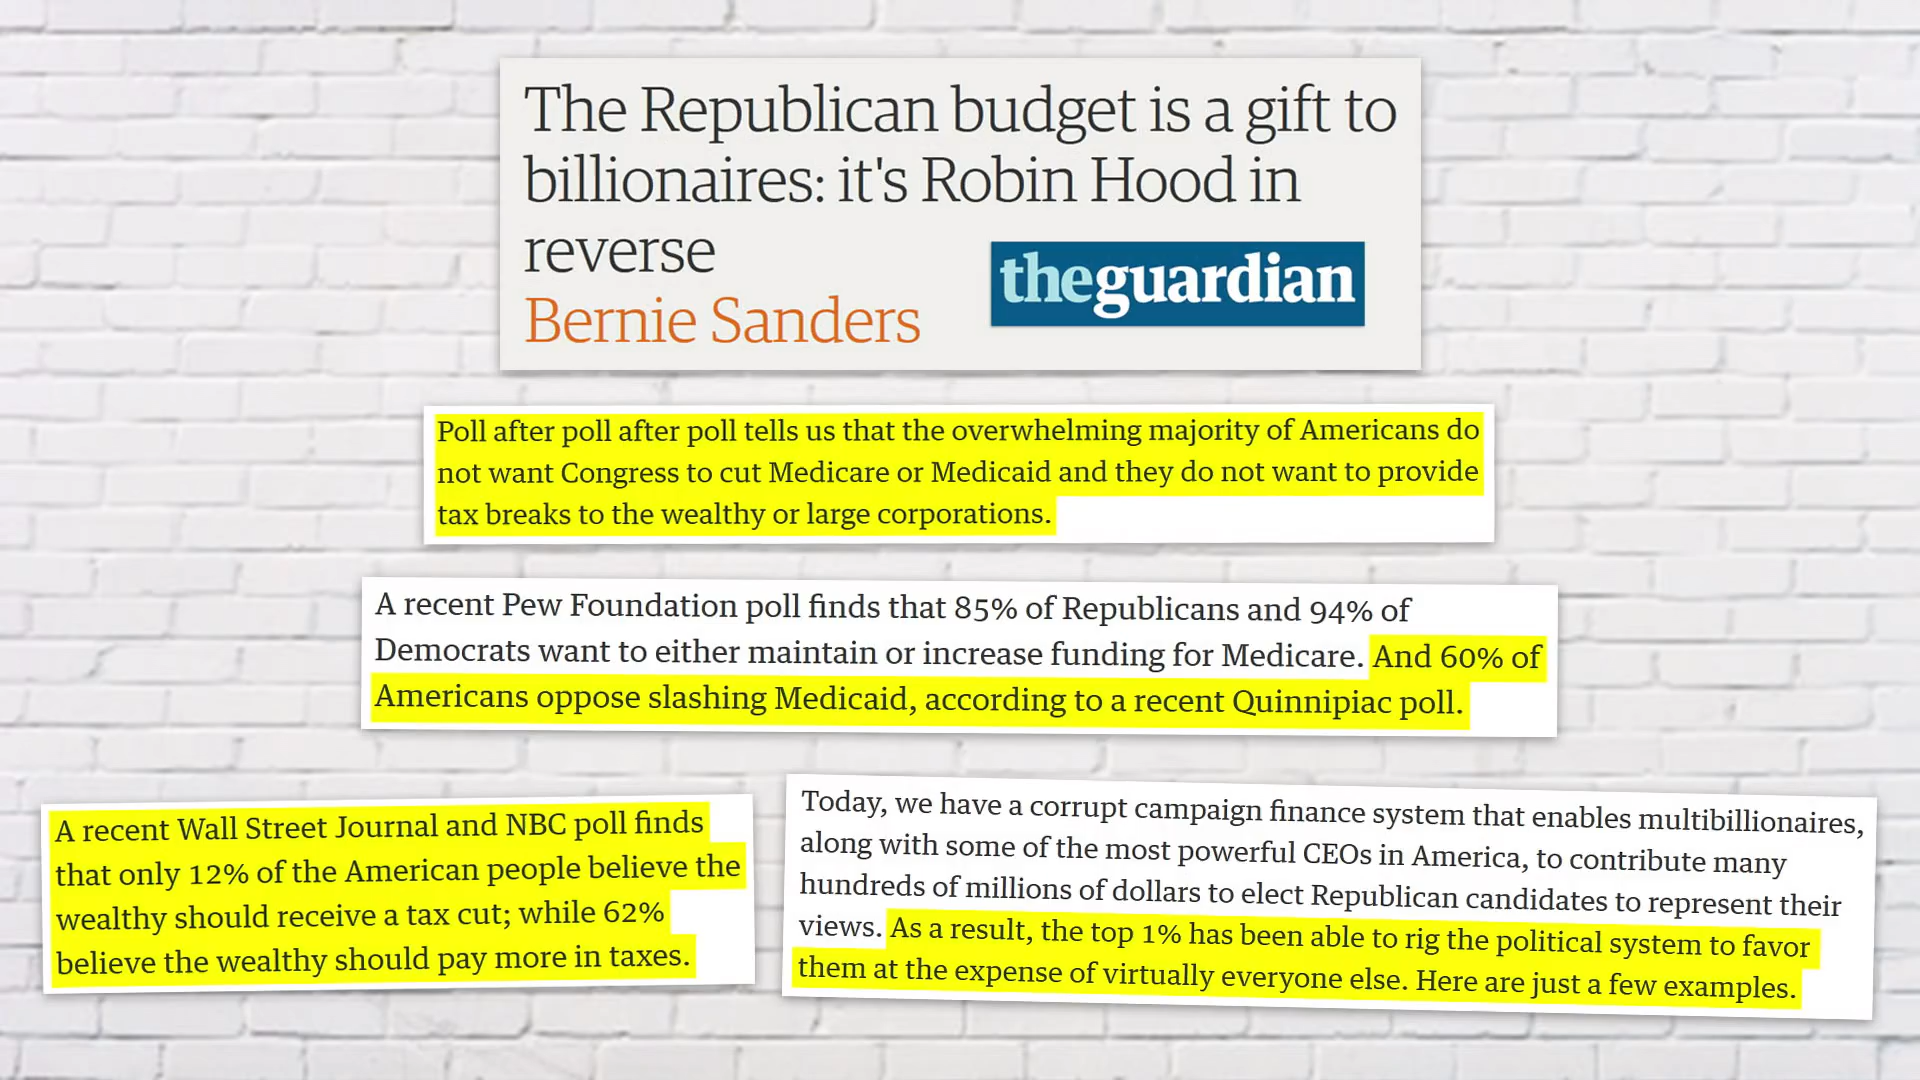 The Republican budget is a gift to
billionaires: it's Robin Hood in
reverse
Bernie Sanders
theguardian
Poll after poll after poll tells us that the overwhelming majority of Americans do
not want Congress to cut Medicare or Medicaid and they do not want to provide
tax breaks to the wealthy or large corporations.
A recent Pew Foundation poll finds that 85% of Republicans and 94% of
Democrats want to either maintain or increase funding for Medicare. And 60% of
Americans oppose slashing Medicaid, according to a recent Quinnipiac poll.
A recent Wall Street Journal and NBC poll finds
that only 12% of the American people believe the
wealthy should receive a tax cut; while 62%
believe the wealthy should pay more in taxes.
Today, we have a corrupt campaign finance system that enables multibillionaires,
along with some of the most powerful CEOs in America, to contribute many
hundreds of millions of dollars to elect Republican candidates to represent their
views. As a result, the top 1% has been able to rig the political system to favor
them at the expense of virtually everyone else. Here are just a few examples.